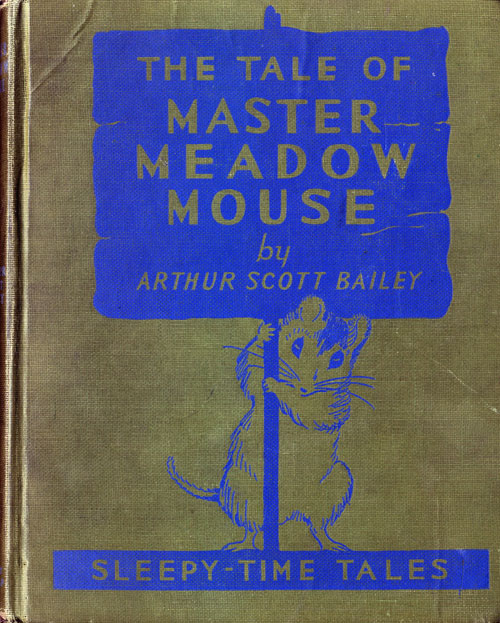 THE TALE OF
MASTER
MEADOW
MOUSE
by
ARTHUR SCOTT BAILEY
SLEEPY-TIME TALES